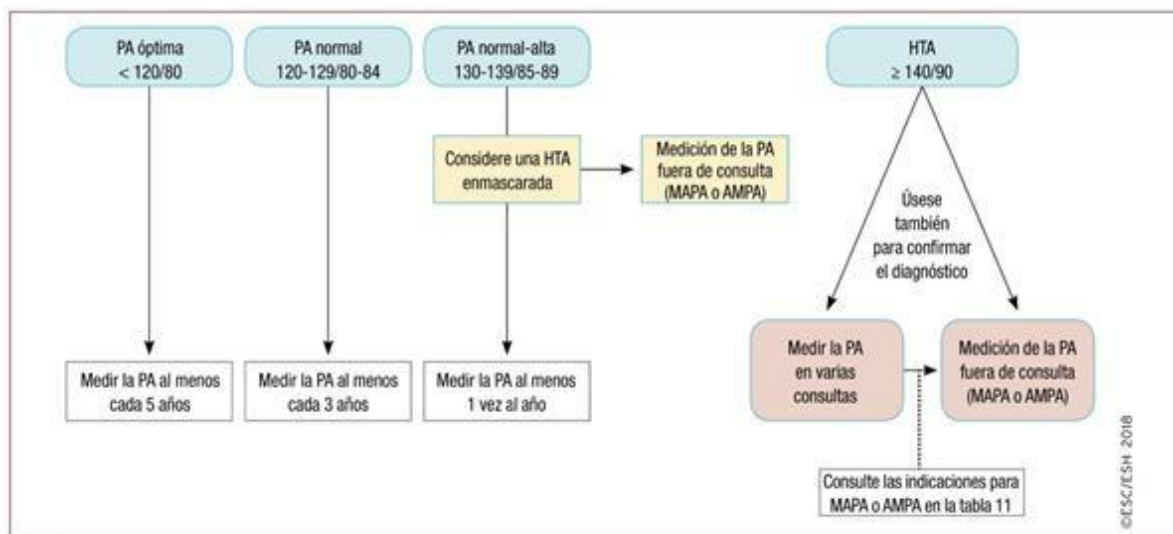 PA óptima
< 120/80
PA normal
120-129/80-84
PA normal-alta
130-139/85-89
HTA
≥ 140/90
Considere una HTA
enmascarada
Medición de la PA
fuera de consulta
(MAPA o AMPA)
Úsese
también
para confirmar
el diagnóstico
Medir la PA al menos
cada 5 años
Medir la PA al menos
cada 3 años
Medir la PA al menos
1 vez al año
Medir la PA
en varias
consultas
Medición de la PA
fuera de consulta
(MAPA o AMPA)
Consulte las indicaciones para
MAPA o AMPA en la tabla 11
©ESC/ESH 2018